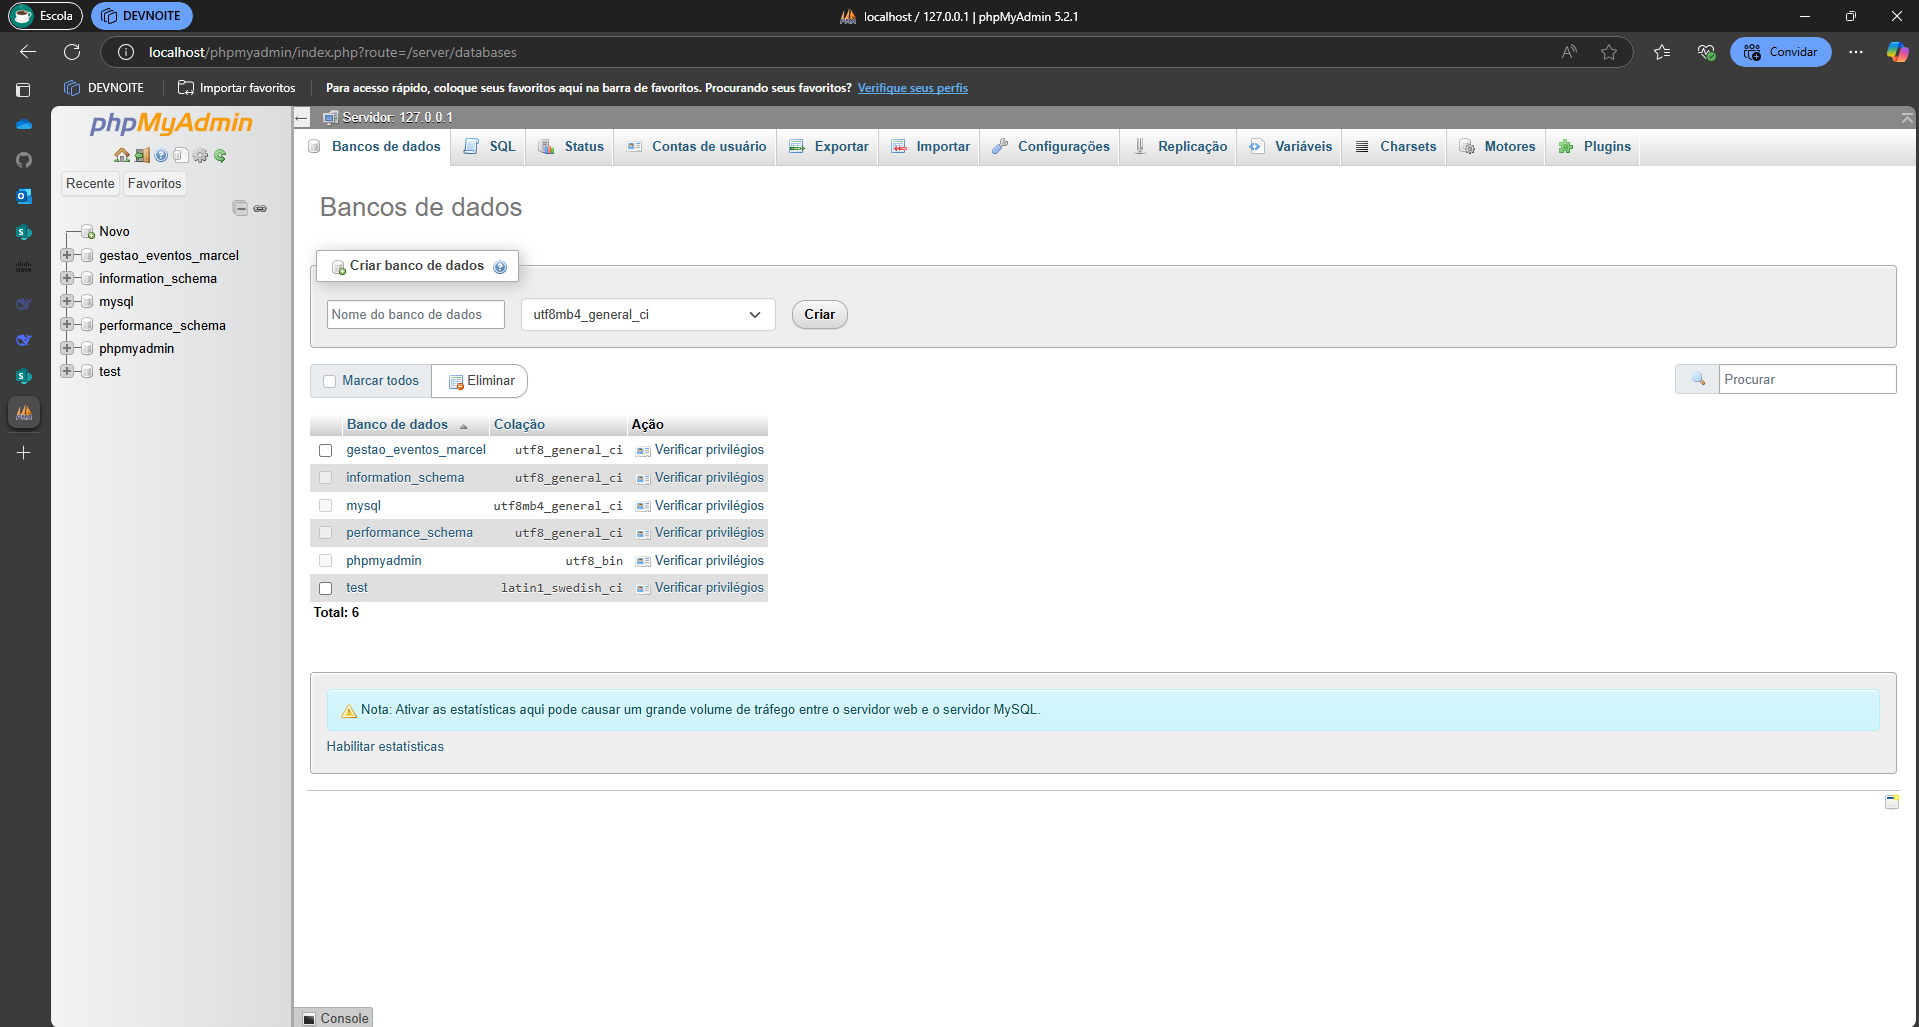 Escola
DEVNOITE
localhost / 127.0.0.1 | phpMyAdmin 5.2.1
localhost/phpmyadmin/index.php?route=/server/databases
Convidar
DEVNOITE
Importar favoritos
Para acesso rápido, coloque seus favoritos aqui na barra de favoritos. Procurando seus favoritos? Verifique seus perfis
phpMyAdmin
Recente
Favoritos
Novo
gestao_eventos_marcel
information_schema
mysql
performance_schema
phpmyadmin
test
Servidor: 127.0.0.1
Bancos de dados
SQL
Status
Contas de usuário
Exportar
Importar
Configurações
Replicação
Variáveis
Charsets
Motores
Plugins
Bancos de dados
Criar banco de dados
Nome do banco de dados
utf8mb4_general_ci
Criar
Marcar todos
Eliminar
Procurar
Banco de dados Colação Ação
gestao_eventos_marcel utf8_general_ci Verificar privilégios
information_schema utf8_general_ci Verificar privilégios
mysql utf8mb4_general_ci Verificar privilégios
performance_schema utf8_general_ci Verificar privilégios
phpmyadmin utf8_bin Verificar privilégios
test latin1_swedish_ci Verificar privilégios
Total: 6
Nota: Ativar as estatísticas aqui pode causar um grande volume de tráfego entre o servidor web e o servidor MySQL.
Habilitar estatísticas
Console